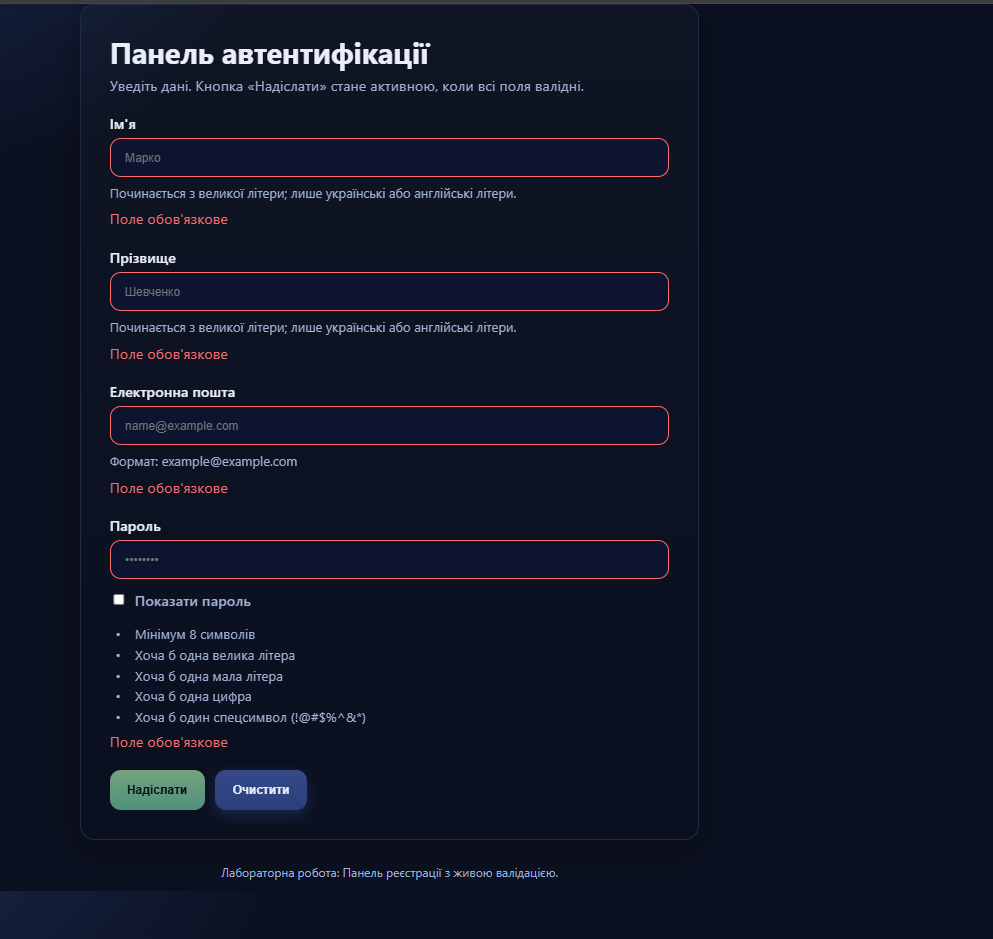 Панель автентифікації
Уведіть дані. Кнопка «Надіслати» стане активною, коли всі поля валідні.
Ім'я
Марко
Починається з великої літери; лише українські або англійські літери.
Поле обов'язкове
Прізвище
Шевченко
Починається з великої літери; лише українські або англійські літери.
Поле обов'язкове
Електронна пошта
name@example.com
Формат: example@example.com
Поле обов'язкове
Пароль
••••••••
Показати пароль
• Мінімум 8 символів
• Хоча б одна велика літера
• Хоча б одна мала літера
• Хоча б одна цифра
• Хоча б один спецсимвол (!@#$%^&*)
Поле обов'язкове
Надіслати Очистити
Лабораторна робота: Панель реєстрації з живою валідацією.